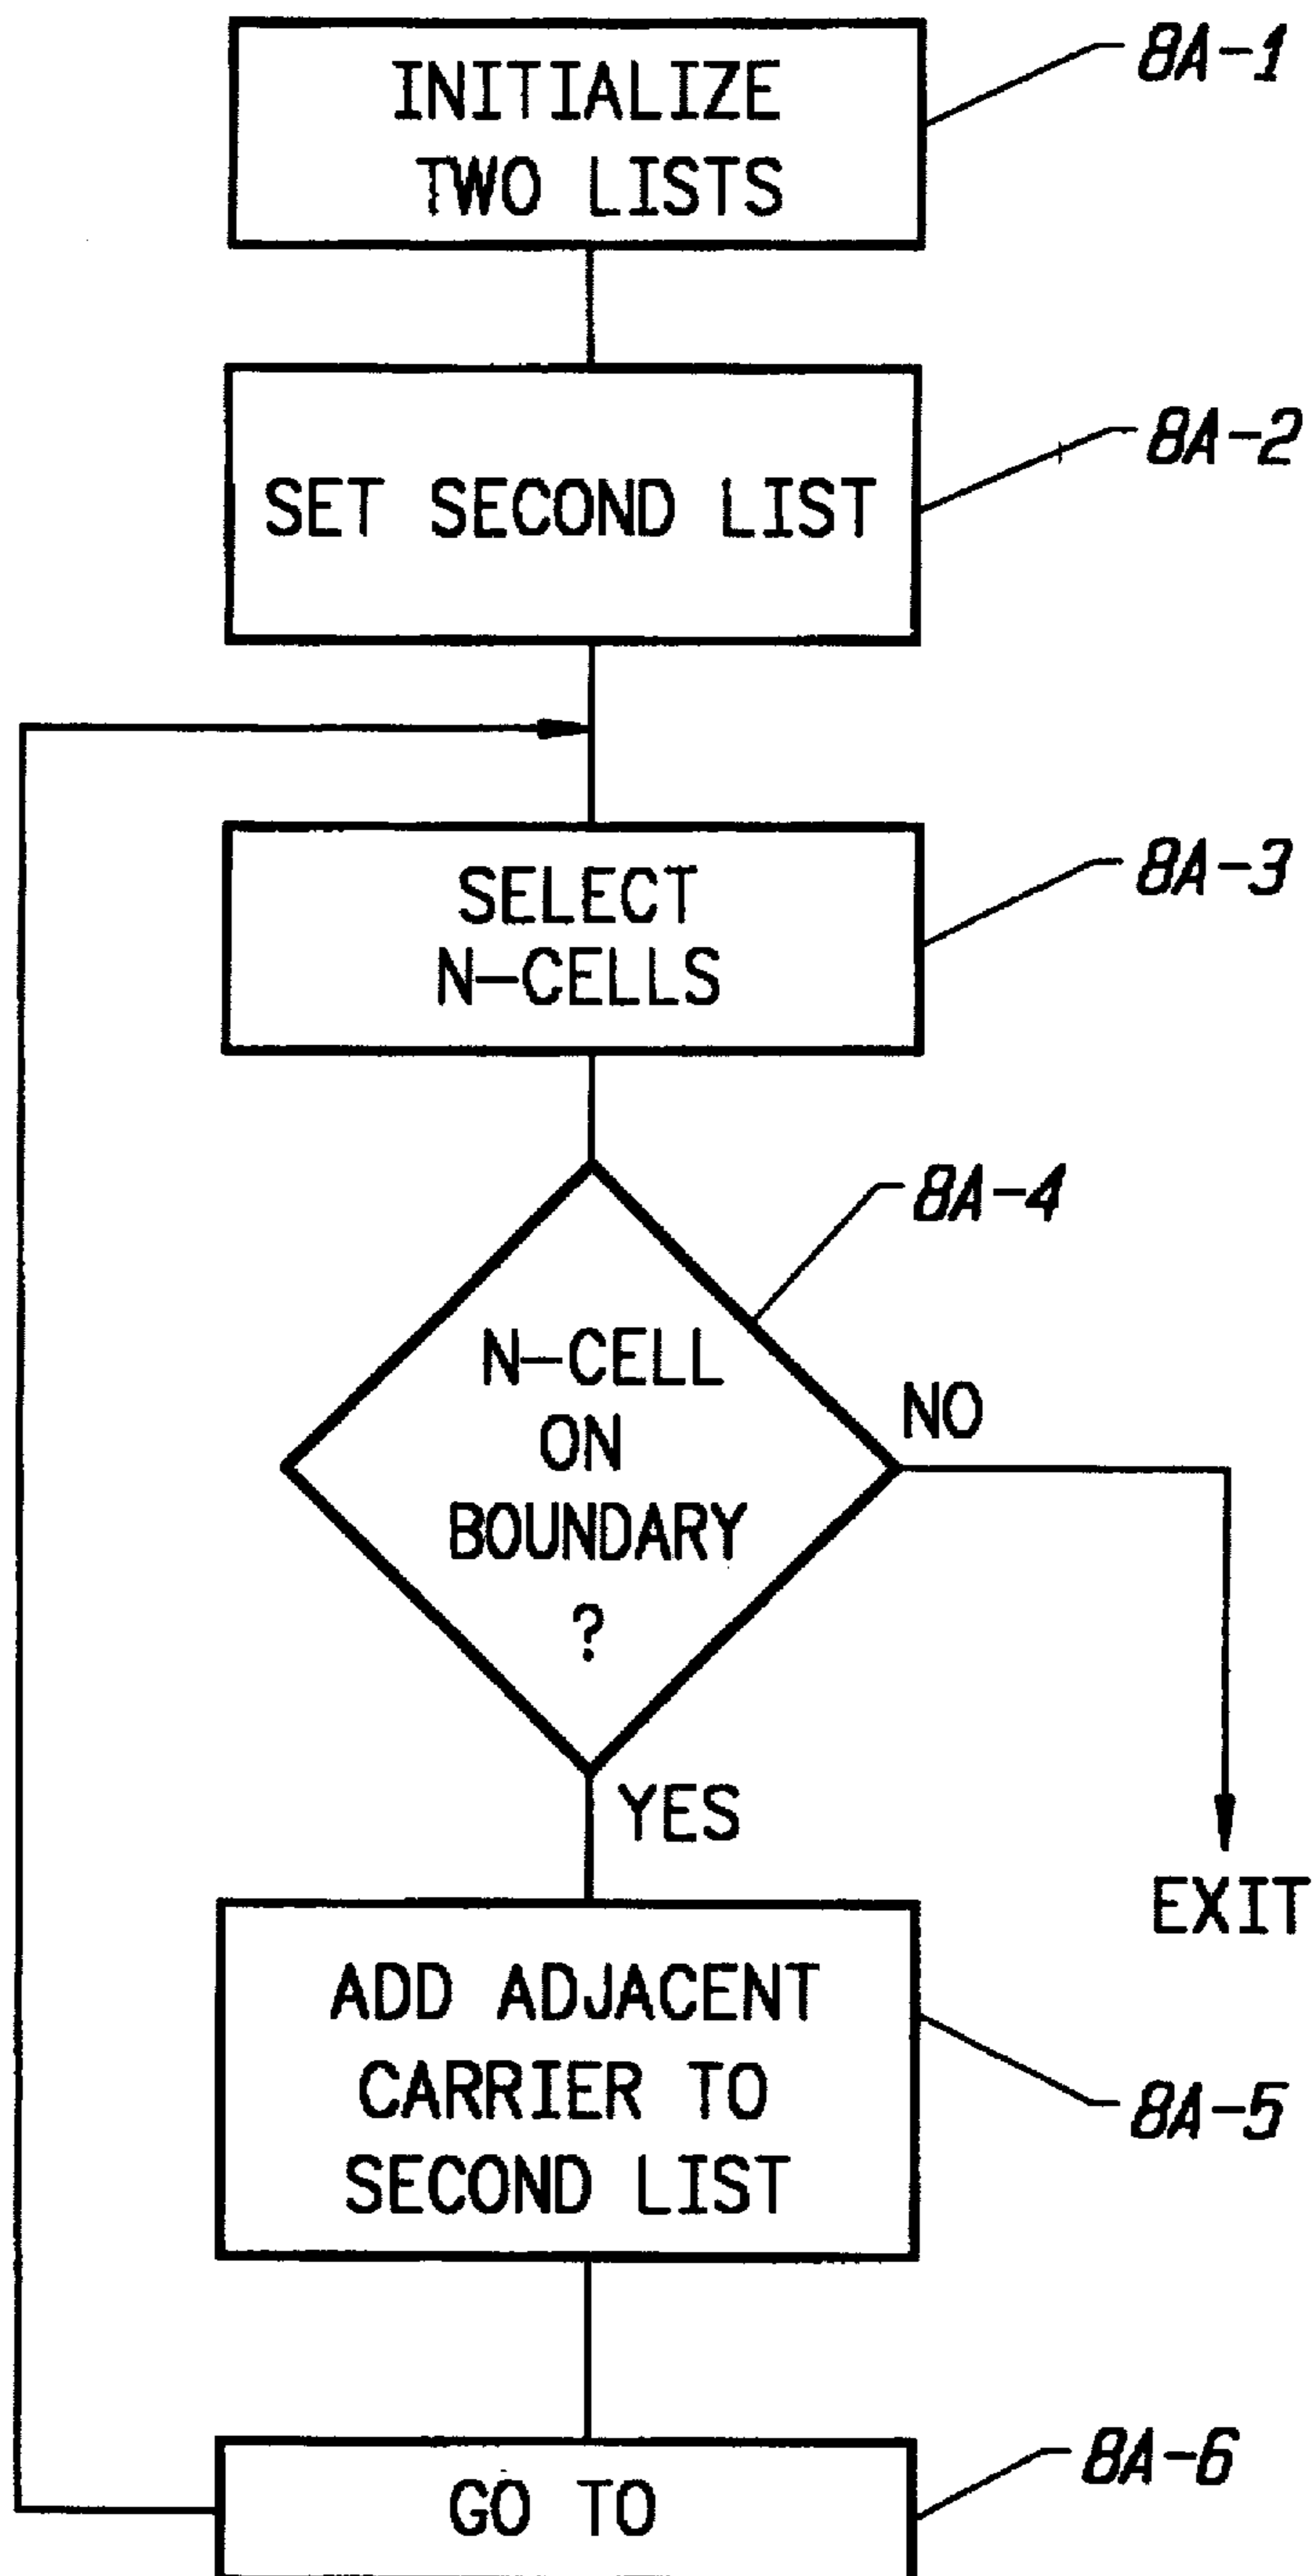 INITIALIZE
TWO LISTS
8A-1
SET SECOND LIST
8A-2
SELECT
N-CELLS
8A-3
N-CELL
ON
BOUNDARY
?
8A-4
NO
EXIT
YES
ADD ADJACENT
CARRIER TO
SECOND LIST
8A-5
GO TO
8A-6